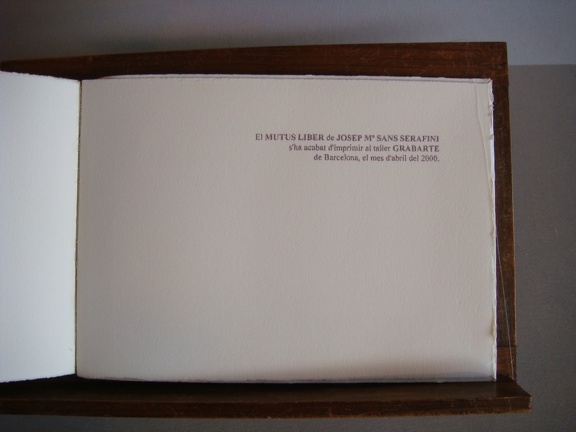 El MUTUS LIBER de JOSEP Mª SANS SERAFINI
s'ha acabat d'imprimir al taller GRABARTE
de Barcelona, el mes d'abril del 2000.